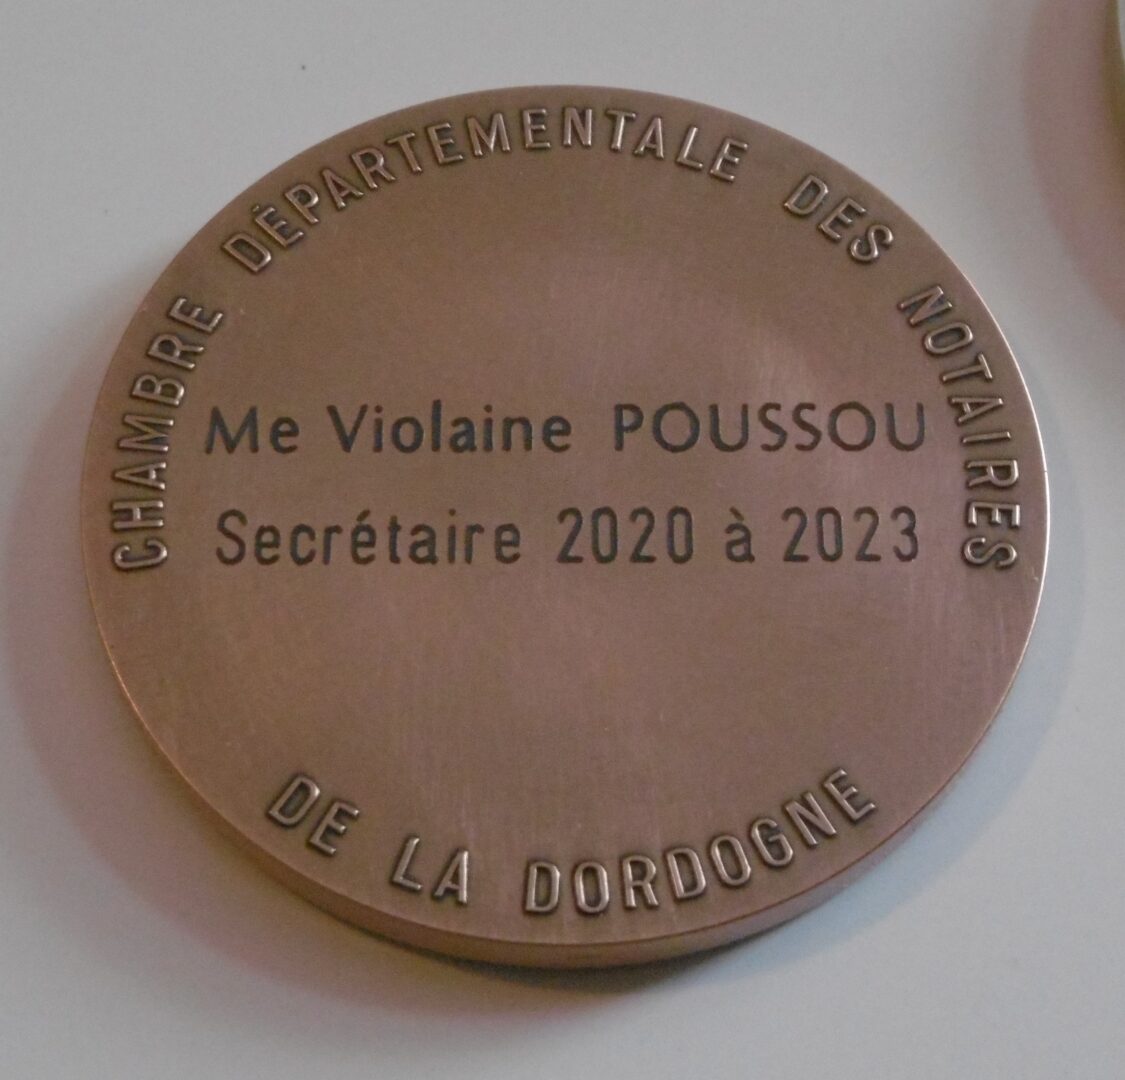 CHAMBRE DÉPARTEMENTALE DES NOTAIRES
Me Violaine POUSSOU
Secrétaire 2020 à 2023
DE LA DORDOGNE